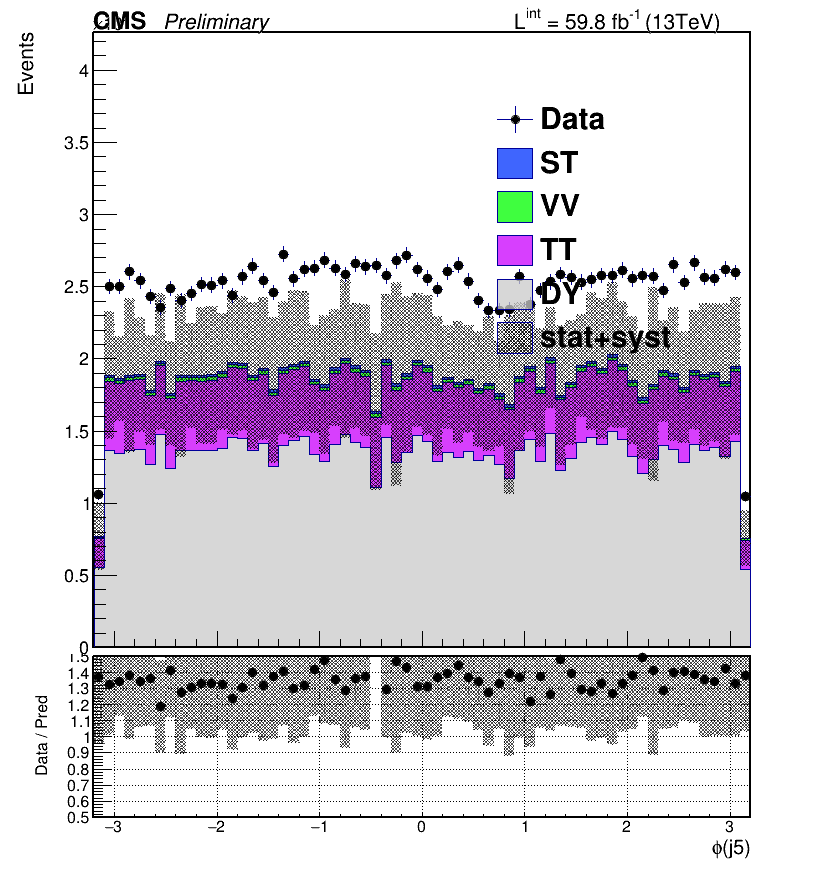 CMS Preliminary
L^int = 59.8 fb^-1 (13TeV)
Events
4
3.5
3
2.5
2
1.5
1
0.5
0
Data
ST
VV
TT
DY
stat+syst
Data / Pred
1.5
1.4
1.3
1.2
1.1
1
0.9
0.8
0.7
0.6
0.5
−3 −2 −1 0 1 2 3
ϕ(j5)